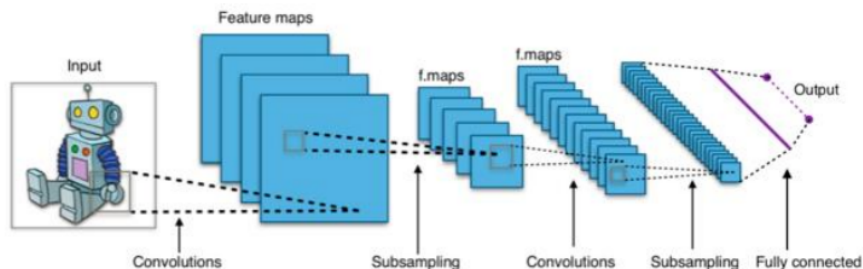 Feature maps
Input
f.maps
f.maps
Output
Convolutions
Subsampling
Convolutions
Subsampling
Fully connected